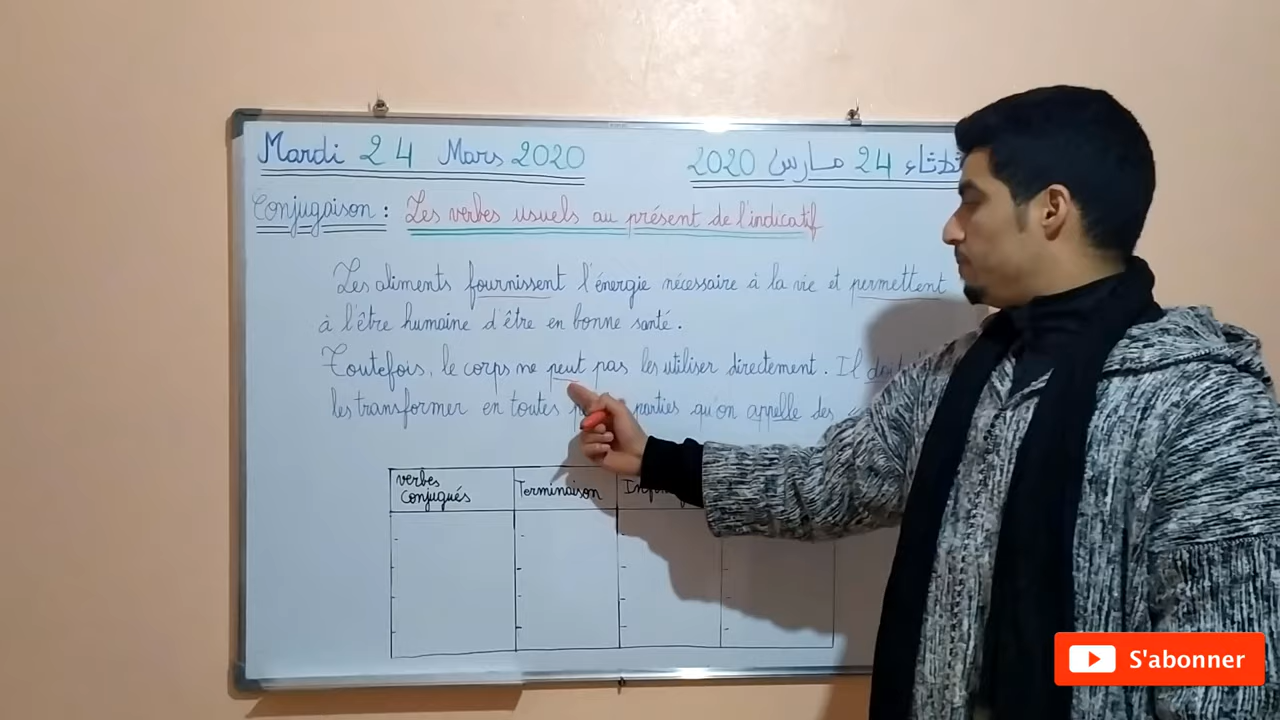 Mardi 24 Mars 2020
24 مارس 2020
Conjugaison : Les verbes usuels au présent de l'indicatif
Les aliments fournissent l'énergie nécessaire à la vie et permettent
à l'être humaine d'être en bonne santé.
Toutefois, le corps ne peut pas les utiliser directement. Il
les transformer en toutes parties qu'on appelle des "
verbes Conjugués Terminaison
S'abonner